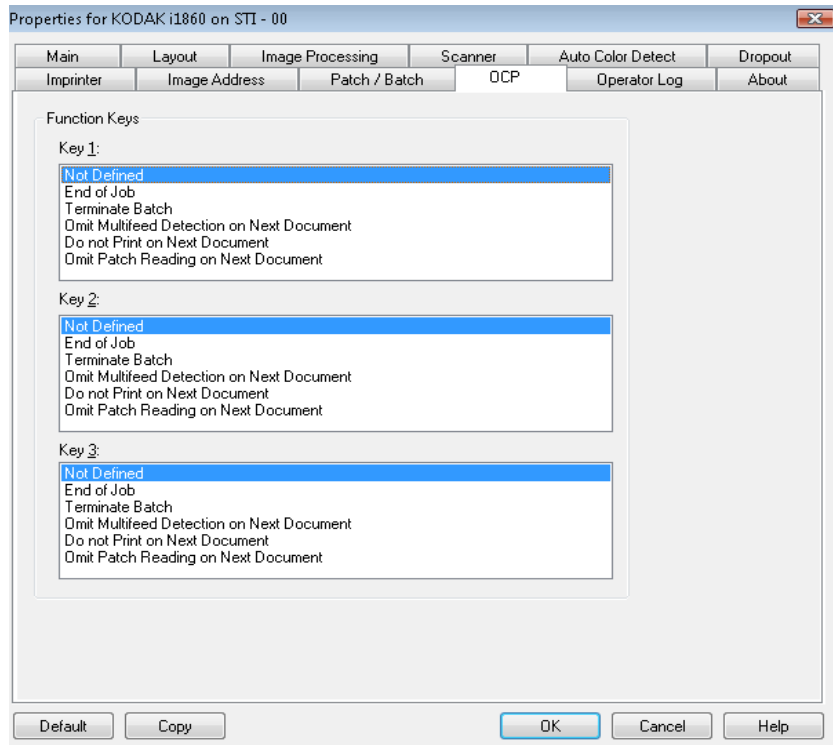 Properties for KODAK i1860 on STI - 00
Main Layout Image Processing Scanner Auto Color Detect Dropout
Imprinter Image Address Patch / Batch OCP Operator Log About
Function Keys
Key 1:
Not Defined
End of Job
Terminate Batch
Omit Multifeed Detection on Next Document
Do not Print on Next Document
Omit Patch Reading on Next Document
Key 2:
Not Defined
End of Job
Terminate Batch
Omit Multifeed Detection on Next Document
Do not Print on Next Document
Omit Patch Reading on Next Document
Key 3:
Not Defined
End of Job
Terminate Batch
Omit Multifeed Detection on Next Document
Do not Print on Next Document
Omit Patch Reading on Next Document
Default Copy OK Cancel Help